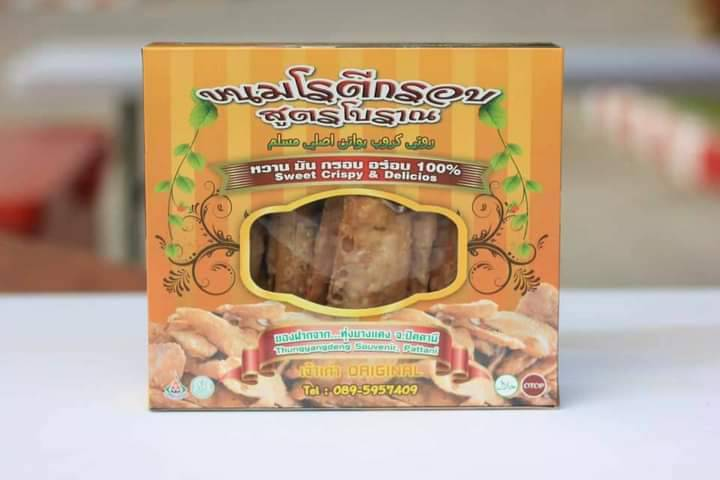 ขนมโรตีกรอบ
สูตรโบราณ
روتي كروب بواتن اصلي مسلم
หวาน มัน กรอบ อร่อย 100%
Sweet Crispy & Delicios
ของฝากจาก...ทุ่งยางแดง จ.ปัตตานี
Thungyangdeng Souvenir, Pattani
เจ้าเก่า ORIGINAL
Tel : 089-5957409
OTOP